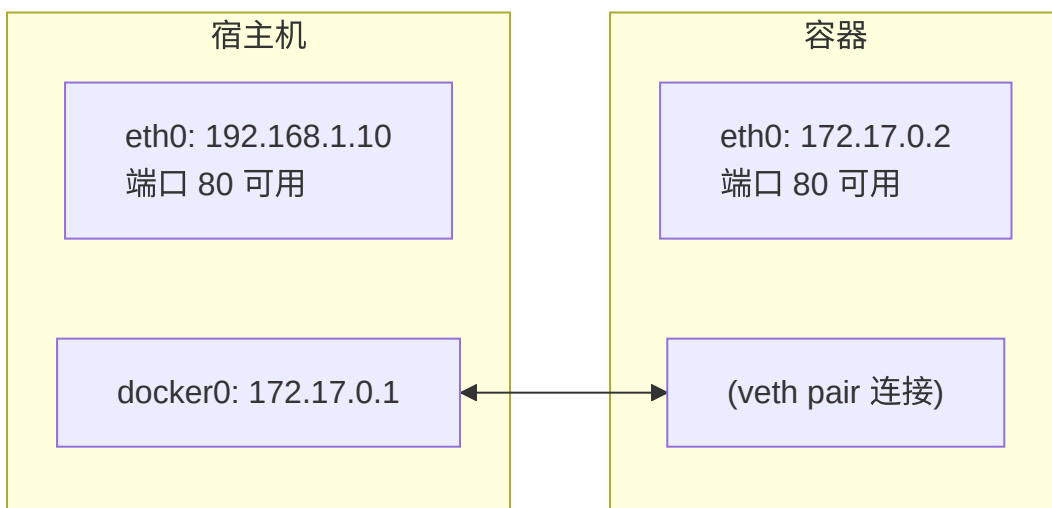 宿主机
eth0: 192.168.1.10
端口 80 可用
docker0: 172.17.0.1
容器
eth0: 172.17.0.2
端口 80 可用
(veth pair 连接)